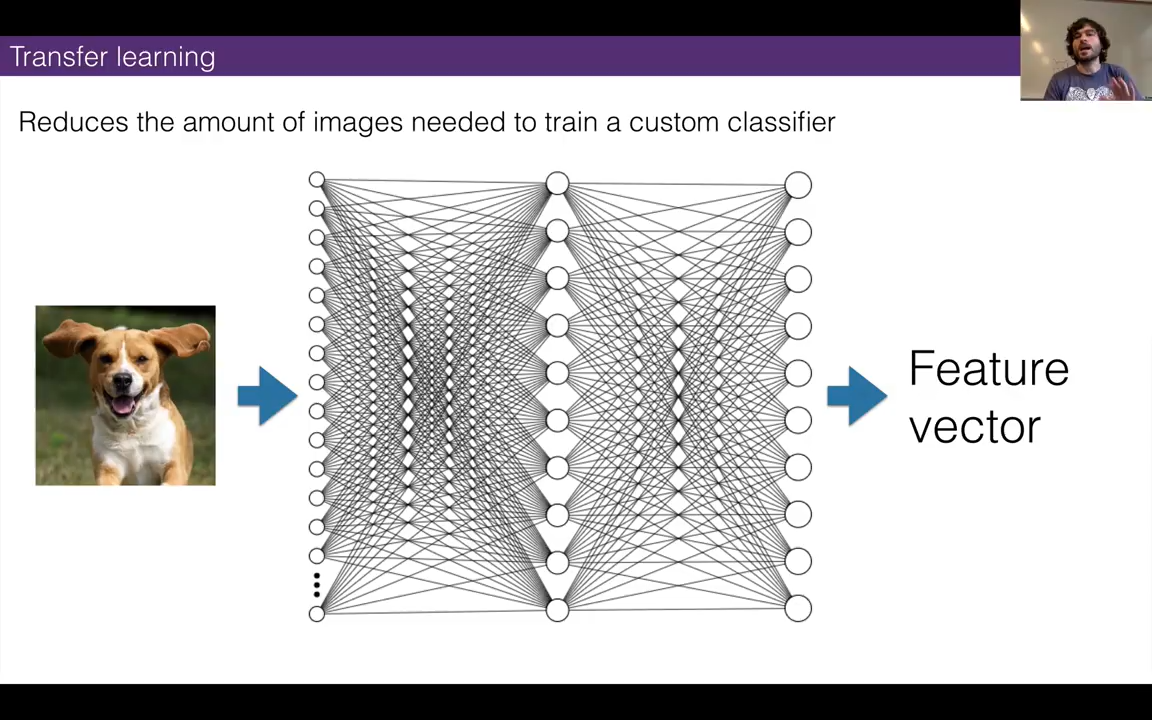 Transfer learning
Reduces the amount of images needed to train a custom classifier
Feature
vector